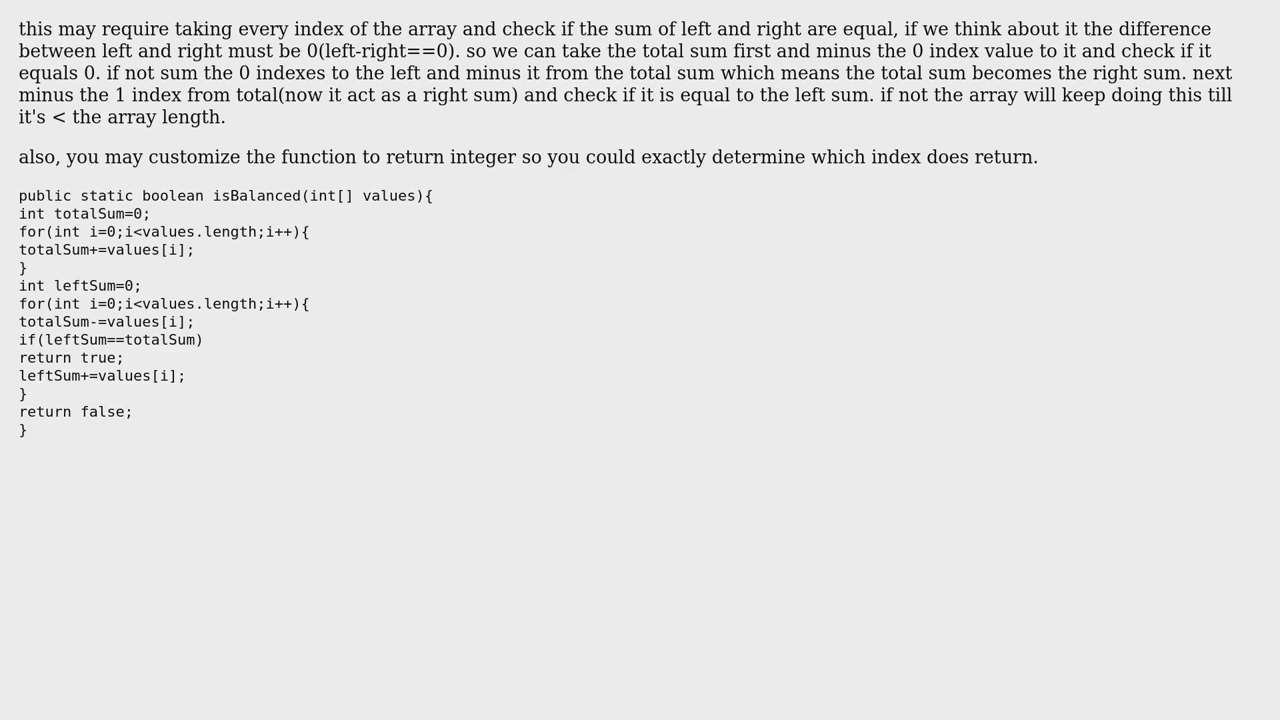 this may require taking every index of the array and check if the sum of left and right are equal, if we think about it the difference
between left and right must be 0(left-right==0). so we can take the total sum first and minus the 0 index value to it and check if it
equals 0. if not sum the 0 indexes to the left and minus it from the total sum which means the total sum becomes the right sum. next
minus the 1 index from total(now it act as a right sum) and check if it is equal to the left sum. if not the array will keep doing this till
it's < the array length.
also, you may customize the function to return integer so you could exactly determine which index does return.
public static boolean isBalanced(int[] values){
int totalSum=0;
for(int i=0;i<values.length;i++){
totalSum+=values[i];
}
int leftSum=0;
for(int i=0;i<values.length;i++){
totalSum-=values[i];
if(leftSum==totalSum)
return true;
leftSum+=values[i];
}
return false;
}